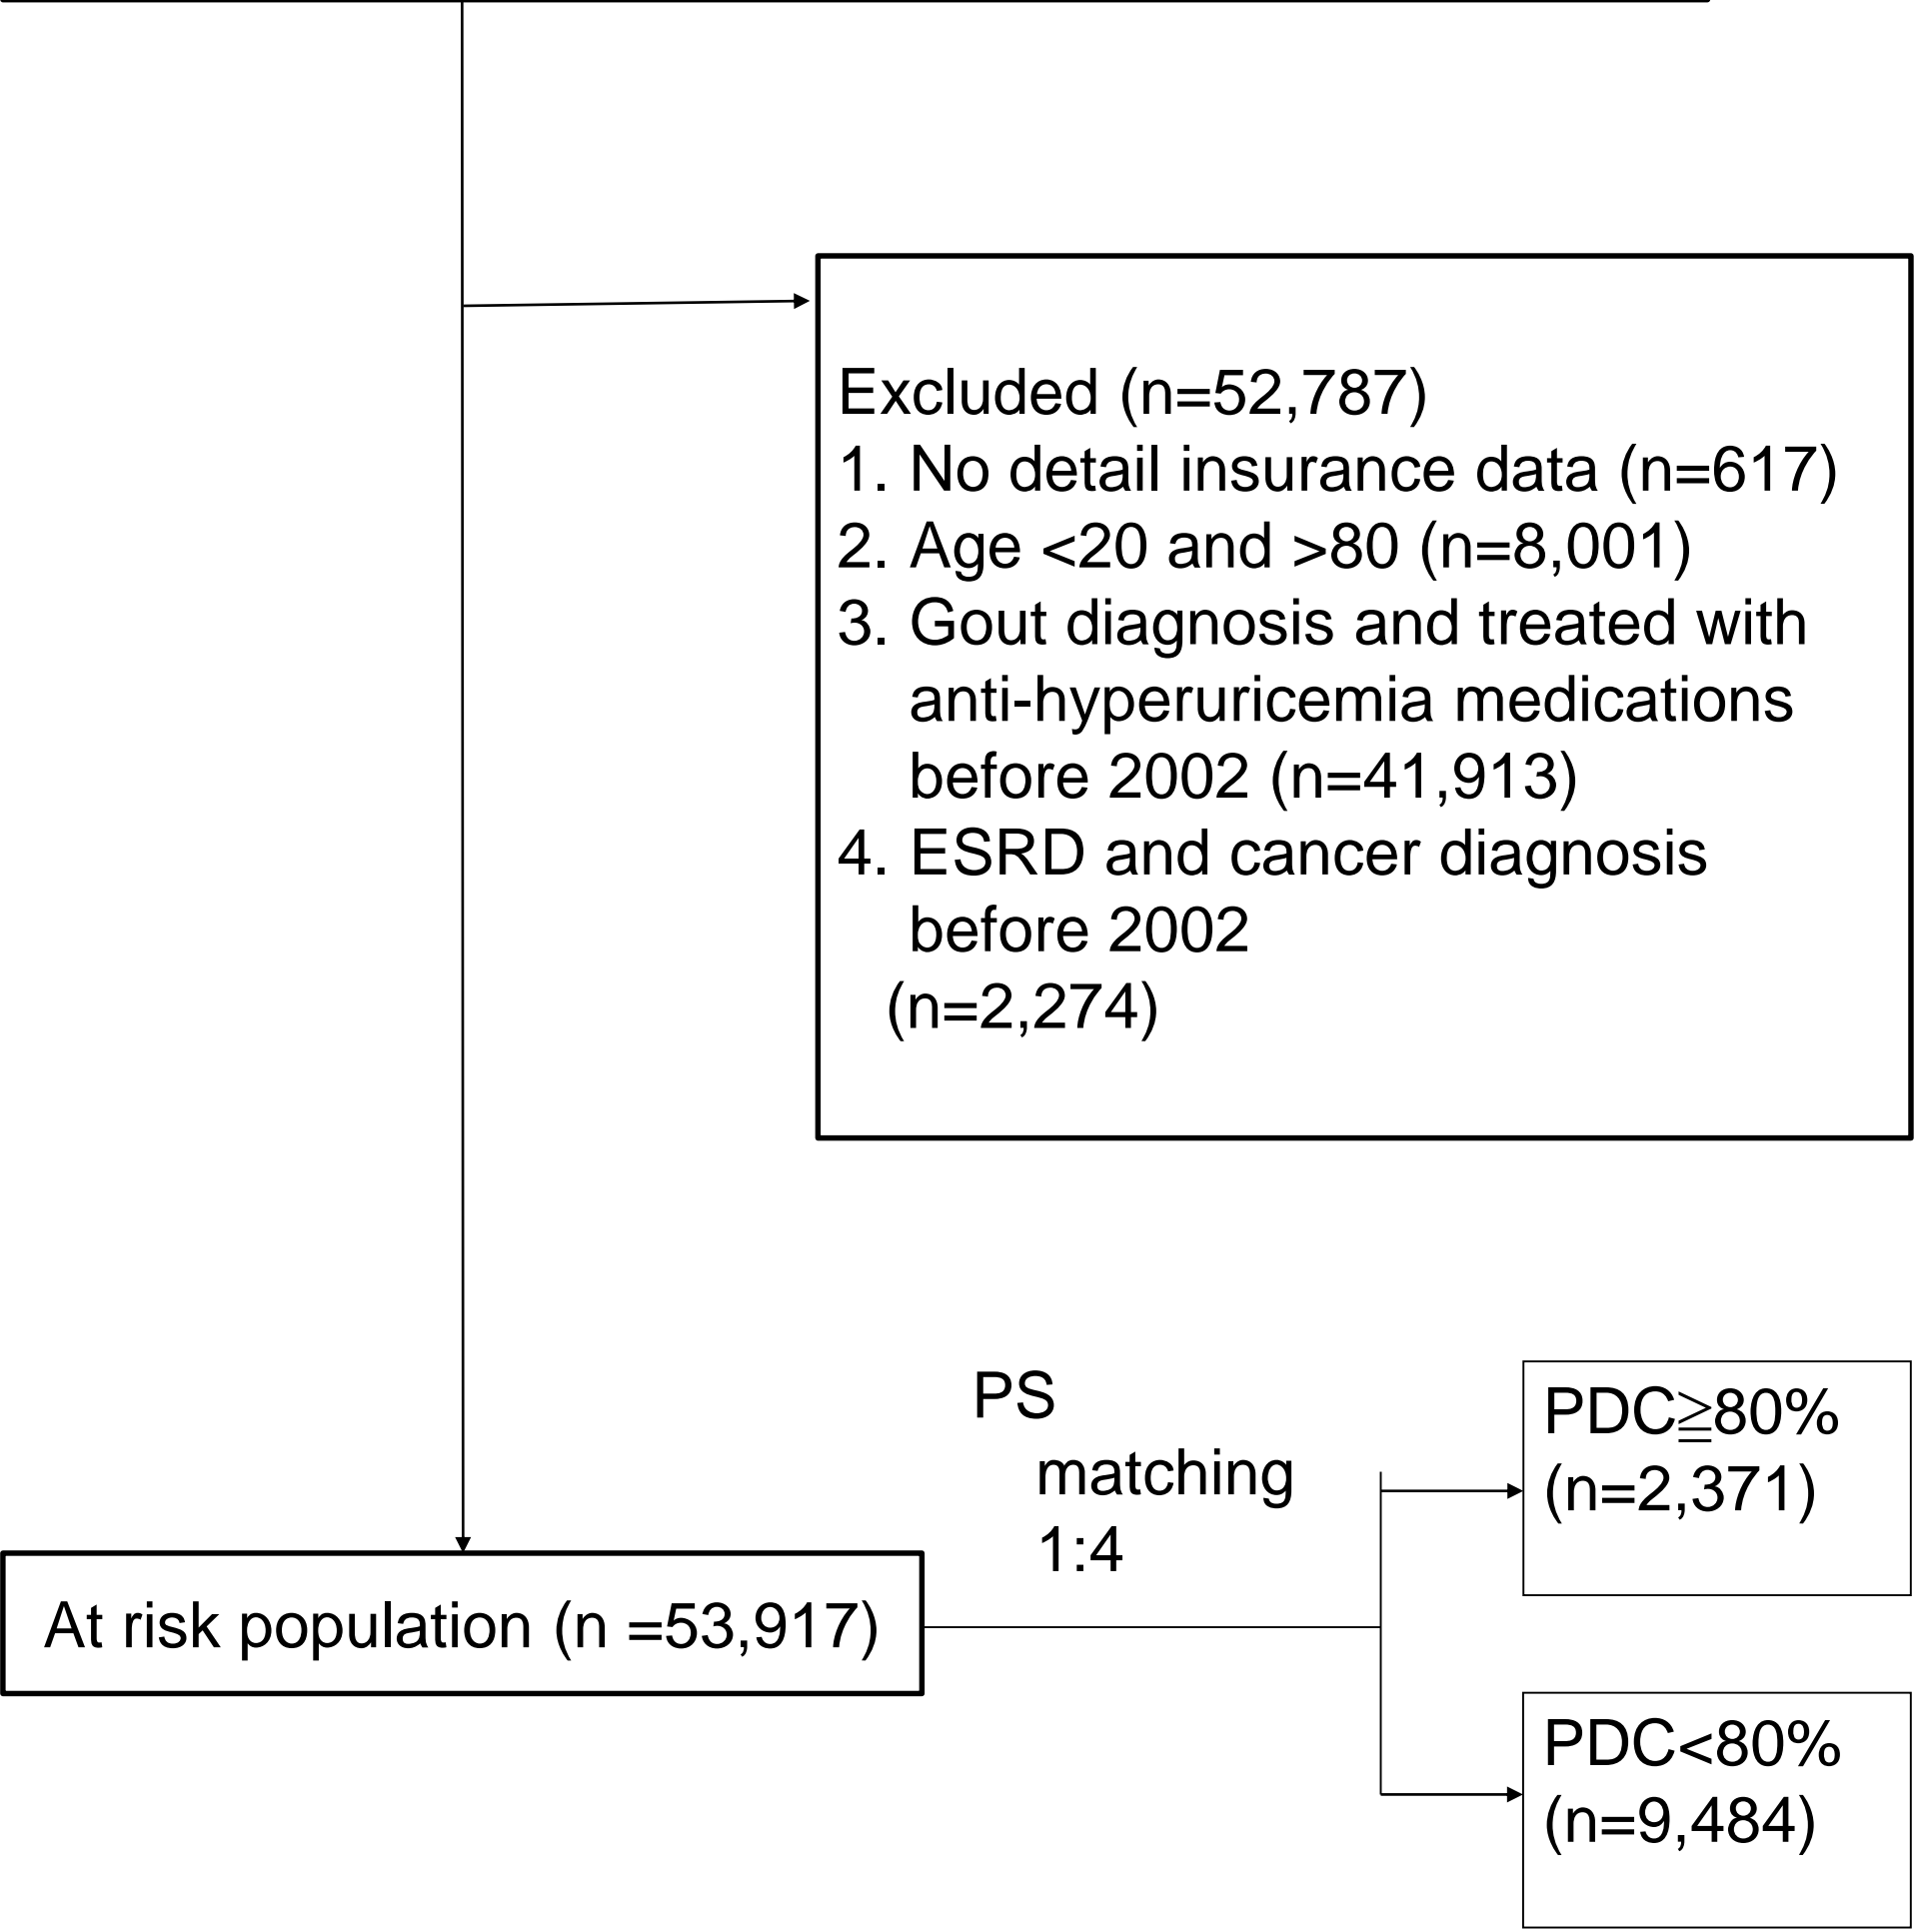 Excluded (n=52,787)
1. No detail insurance data (n=617)
2. Age <20 and >80 (n=8,001)
3. Gout diagnosis and treated with
anti-hyperuricemia medications
before 2002 (n=41,913)
4. ESRD and cancer diagnosis
before 2002
(n=2,274)
PS
matching
1:4
PDC≧80%
(n=2,371)
At risk population (n =53,917)
PDC<80%
(n=9,484)